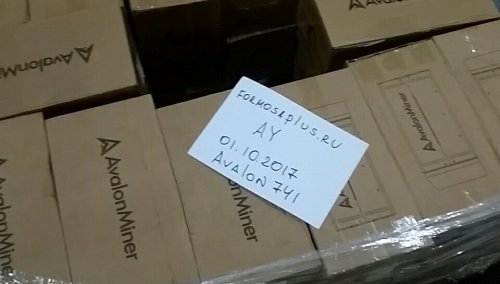 AvalonMiner
AvalonMiner
FORMOSAPLUS.RU
AY
01.10.2017
Avalon 741
AvalonMiner
AvalonMiner
AvalonMiner